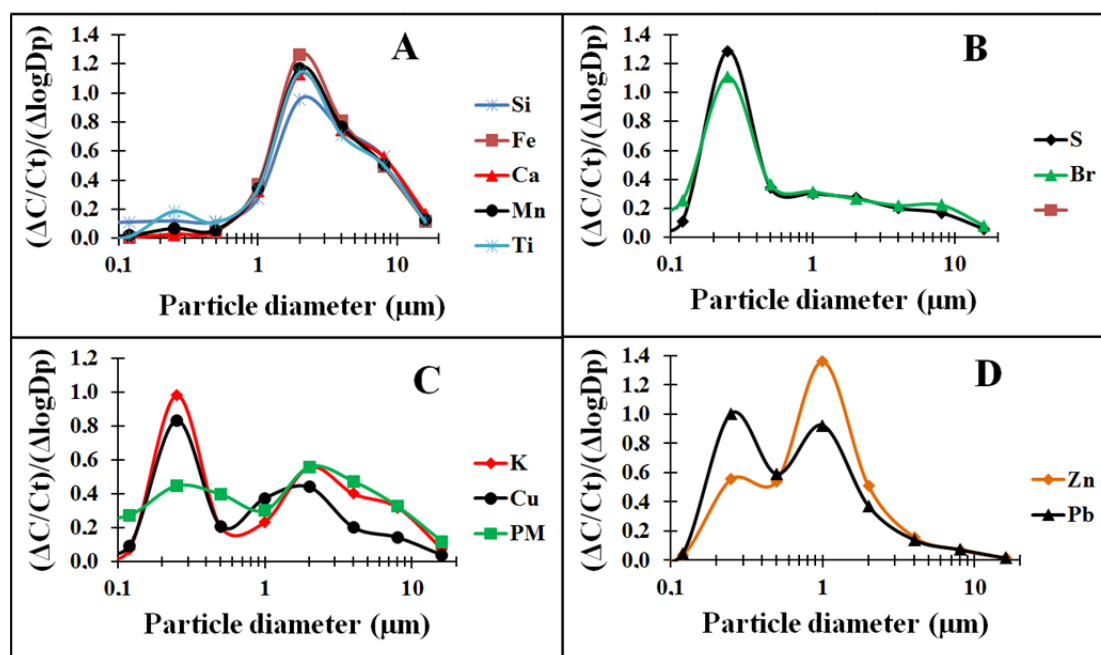 A
(ΔC/Ct)/(ΔlogDp)
1.4
1.2
1.0
0.8
0.6
0.4
0.2
0.0
0.1 1 10
Particle diameter (μm)
Si
Fe
Ca
Mn
Ti
B
(ΔC/Ct)/(ΔlogDp)
1.4
1.2
1.0
0.8
0.6
0.4
0.2
0.0
0.1 1 10
Particle diameter (μm)
S
Br
C
(ΔC/Ct)/(ΔlogDp)
1.2
1.0
0.8
0.6
0.4
0.2
0.0
0.1 1 10
Particle diameter (μm)
K
Cu
PM
D
(ΔC/Ct)/(ΔlogDp)
1.4
1.2
1.0
0.8
0.6
0.4
0.2
0.0
0.1 1 10
Particle diameter (μm)
Zn
Pb